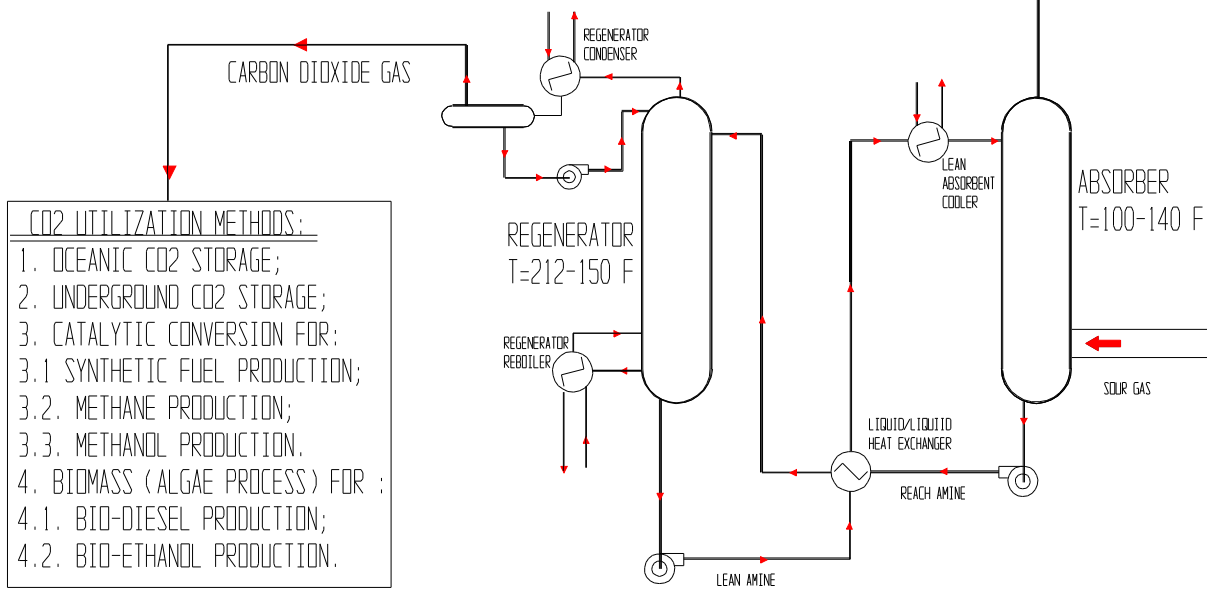 REGENERATOR
CONDENSER
CARBON DIOXIDE GAS
LEAN
ABSORBENT
COOLER
ABSORBER
T=100-140 F
CO2 UTILIZATION METHODS:
1. OCEANIC CO2 STORAGE;
2. UNDERGROUND CO2 STORAGE;
3. CATALYTIC CONVERSION FOR:
3.1 SYNTHETIC FUEL PRODUCTION;
3.2. METHANE PRODUCTION;
3.3. METHANOL PRODUCTION.
4. BIOMASS (ALGAE PROCESS) FOR :
4.1. BIO-DIESEL PRODUCTION;
4.2. BIO-ETHANOL PRODUCTION.
REGENERATOR
T=212-150 F
REGENERATOR
REBOILER
SOUR GAS
LIQUID/LIQUIID
HEAT EXCHANGER
REACH AMINE
LEAN AMINE